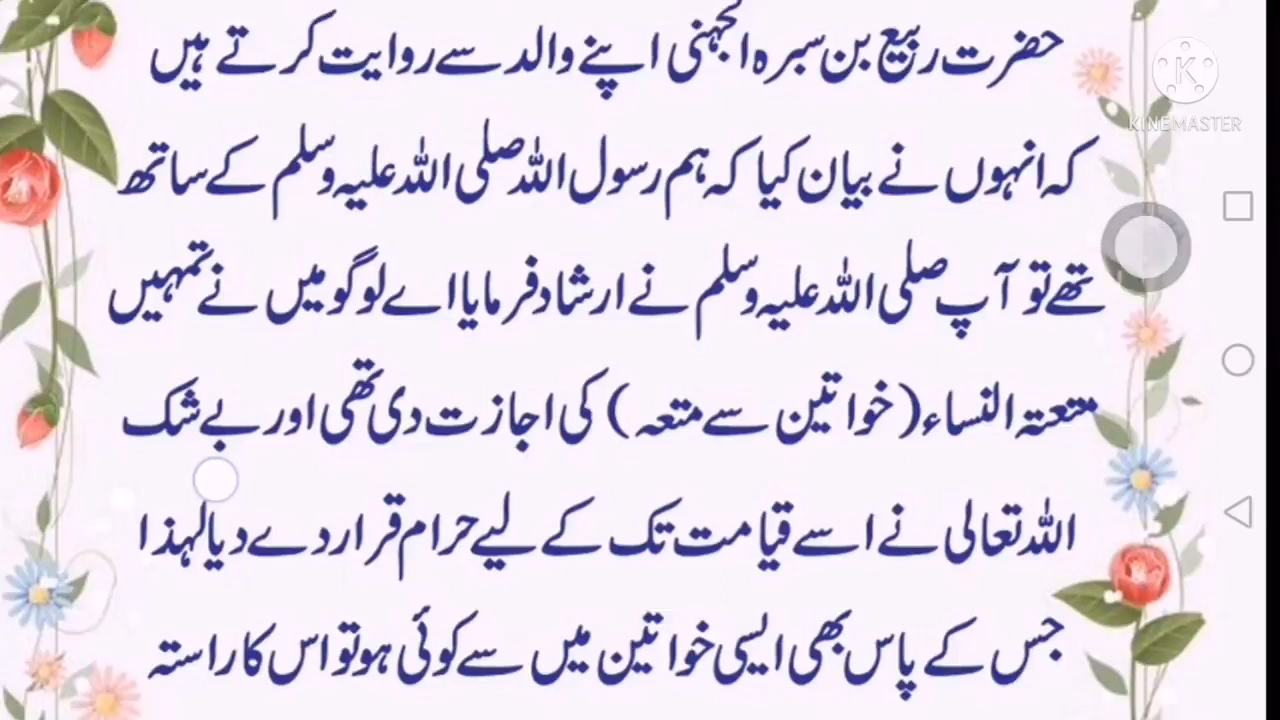 حضرت ربیع بن سبرہ الجہنی اپنے والد سے روایت کرتے ہیں
کہ انہوں نے بیان کیا کہ ہم رسول اللہ صلی اللہ علیہ وسلم کے ساتھ
تھے تو آپ صلی اللہ علیہ وسلم نے ارشاد فرمایا اے لوگو میں نے تمہیں
متعتہ النساء (خواتین سے متعہ) کی اجازت دی تھی اور بے شک
اللہ تعالی نے اسے قیامت تک کے لیے حرام قرار دے دیا لہذا
جس کے پاس بھی ایسی خواتین میں سے کوئی ہو تو اس کا راستہ
K
KINEMASTER